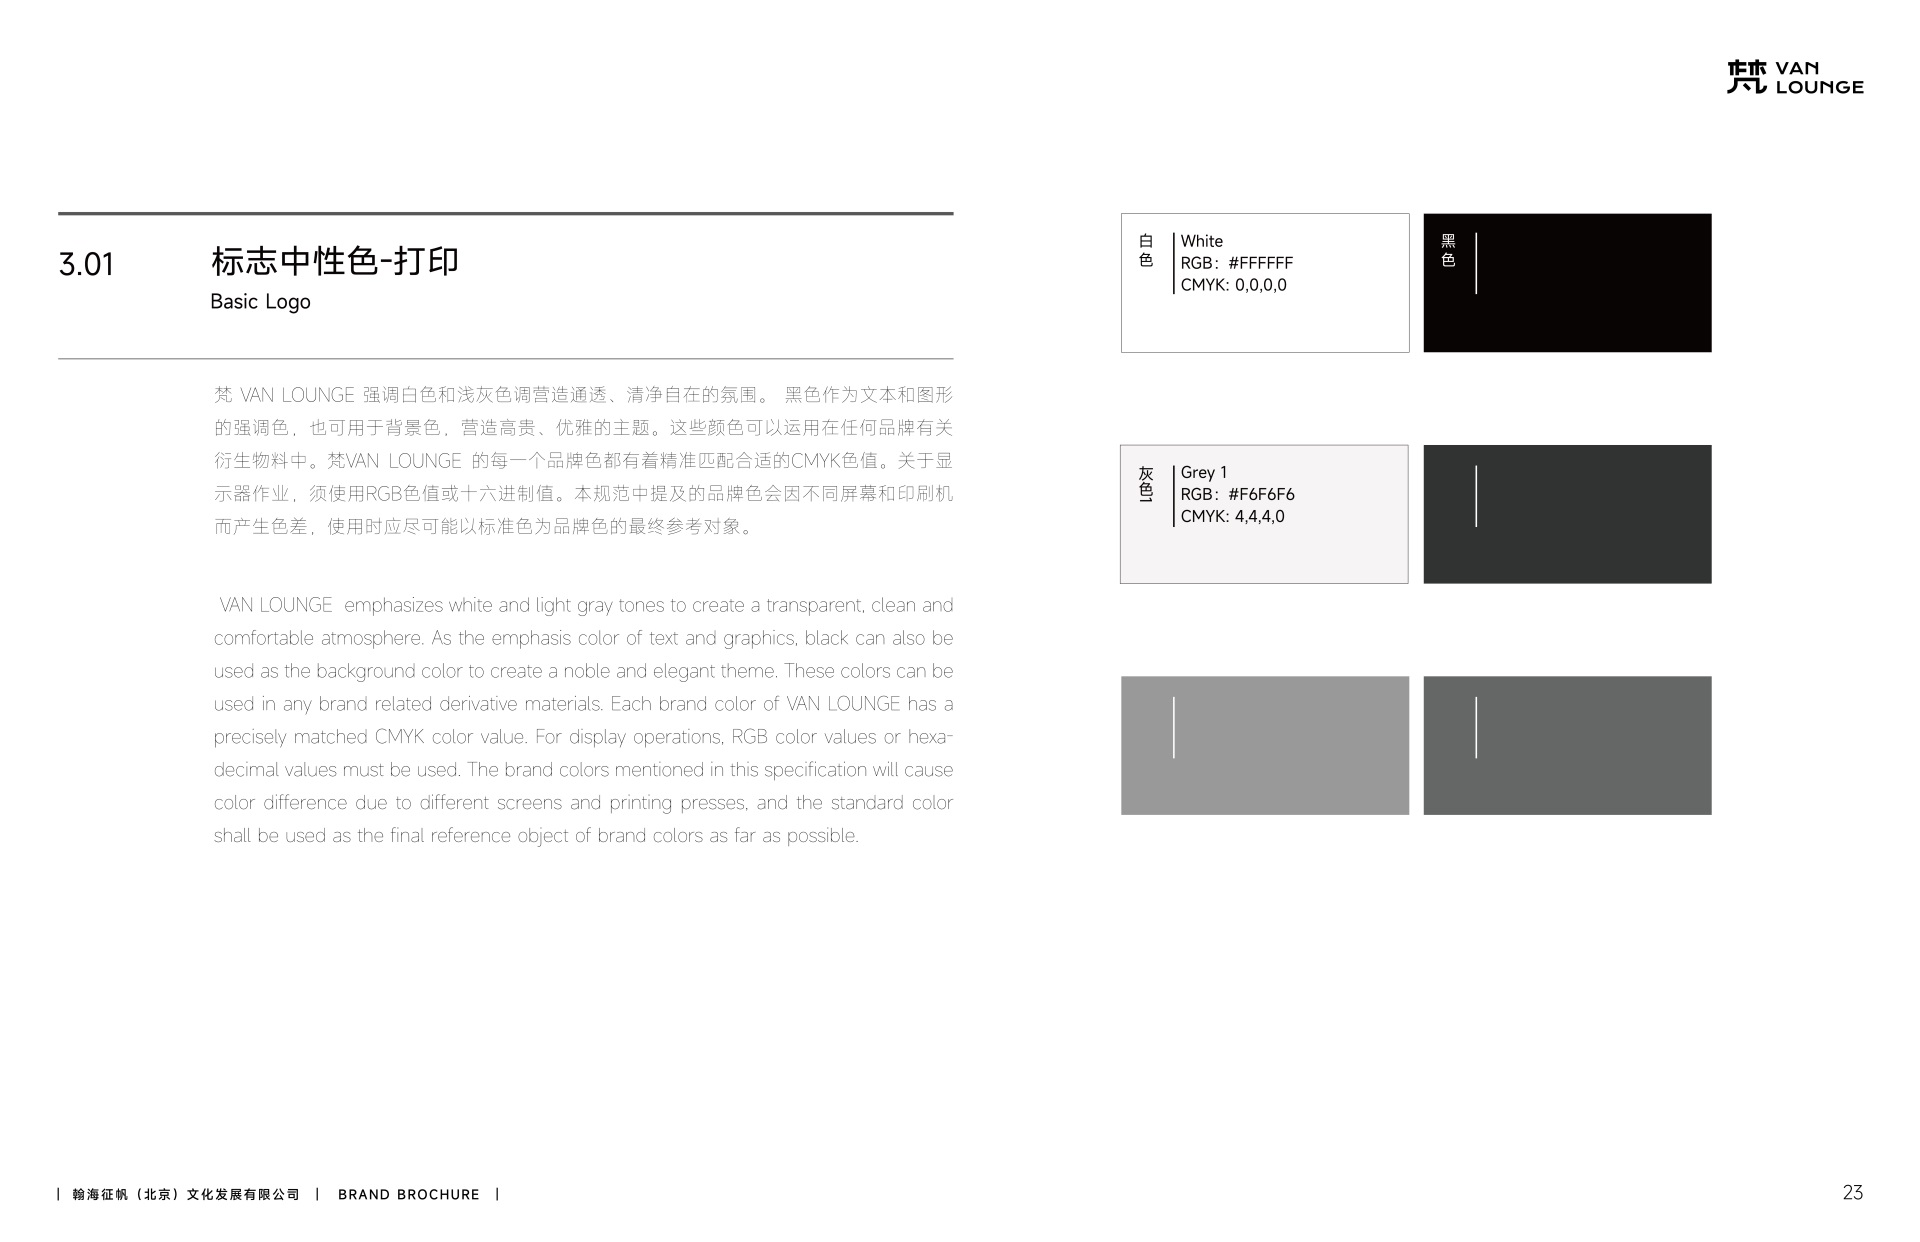 梵 VAN
LOUNGE
3.01
标志中性色-打印
Basic Logo
梵 VAN LOUNGE 强调白色和浅灰色调营造通透、清净自在的氛围。 黑色作为文本和图形
的强调色，也可用于背景色，营造高贵、优雅的主题。这些颜色可以运用在任何品牌有关
衍生物料中。梵VAN LOUNGE 的每一个品牌色都有着精准匹配合适的CMYK色值。关于显
示器作业，须使用RGB色值或十六进制值。本规范中提及的品牌色会因不同屏幕和印刷机
而产生色差，使用时应尽可能以标准色为品牌色的最终参考对象。
VAN LOUNGE emphasizes white and light gray tones to create a transparent, clean and
comfortable atmosphere. As the emphasis color of text and graphics, black can also be
used as the background color to create a noble and elegant theme. These colors can be
used in any brand related derivative materials. Each brand color of VAN LOUNGE has a
precisely matched CMYK color value. For display operations, RGB color values or hexa-
decimal values must be used. The brand colors mentioned in this specification will cause
color difference due to different screens and printing presses, and the standard color
shall be used as the final reference object of brand colors as far as possible.
白色
White
RGB: #FFFFFF
CMYK: 0,0,0,0
黑色
灰色1
Grey 1
RGB: #F6F6F6
CMYK: 4,4,4,0
| 翰海征帆（北京）文化发展有限公司 | BRAND BROCHURE |
23